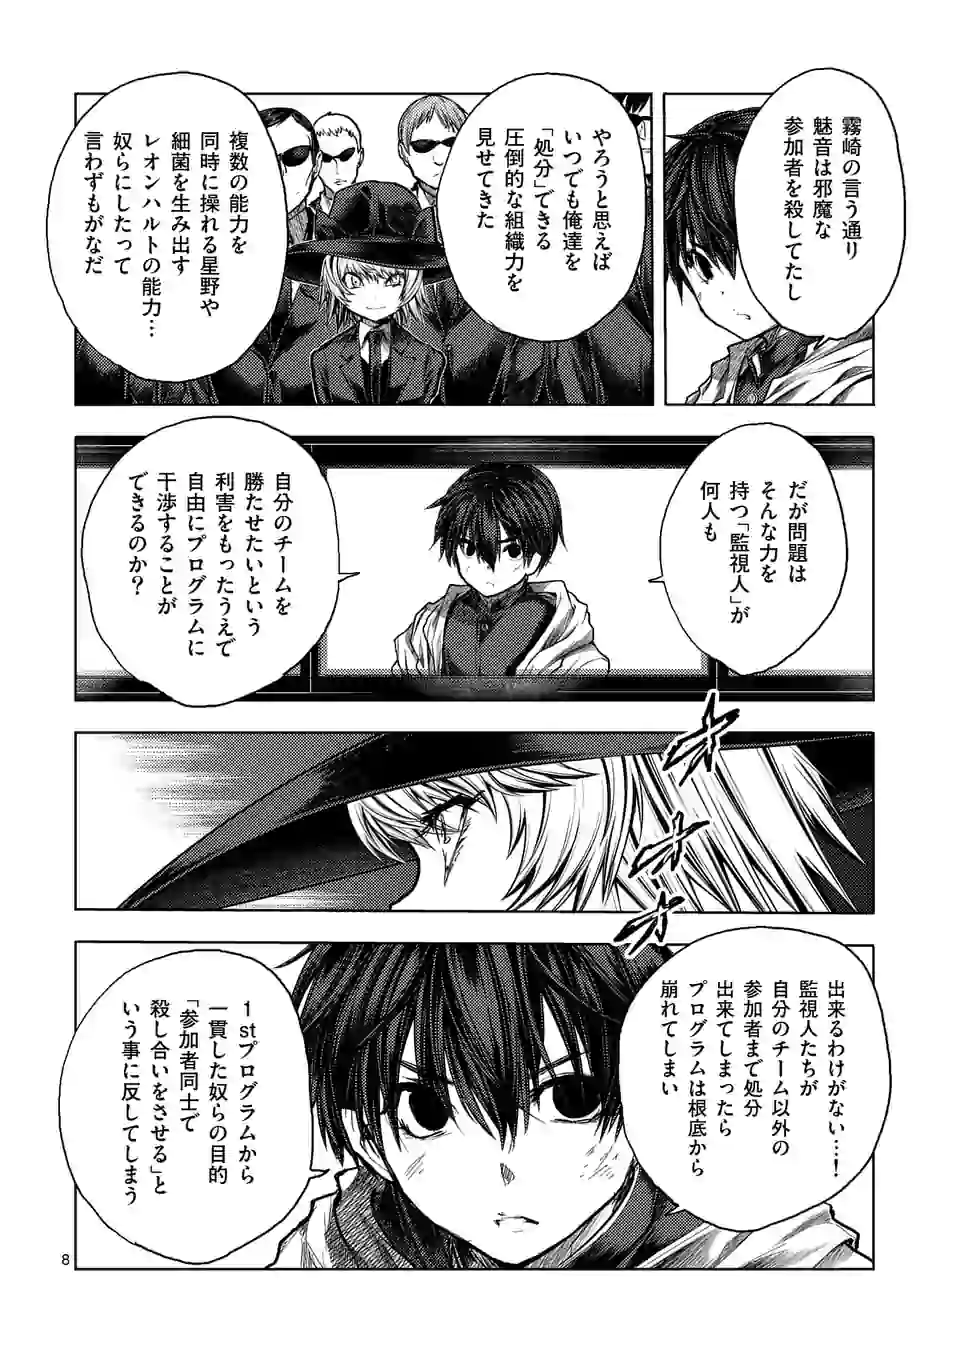 霧崎の言う通り
魅音は邪魔な
参加者を殺してたし
やろうと思えば
いつでも俺達を
「処分」できる
圧倒的な組織力を
見せてきた
複数の能力を
同時に操れる星野や
細菌を生み出す
レオンハルトの能力…
奴らにしたって
言わずもがなだ
だが問題は
そんな力を
持つ「監視人」が
何人も
自分のチームを
勝たせたいという
利害をもったうえで
自由にプログラムに
干渉することが
できるのか?
オ
オ
オ
出来るわけがない…!
監視人たちが
自分のチーム以外の
参加者まで処分
出来てしまったら
プログラムは根底から
崩れてしまい
1stプログラムから
一貫した奴らの目的
「参加者同士で
殺し合いをさせる」と
いう事に反してしまう
8